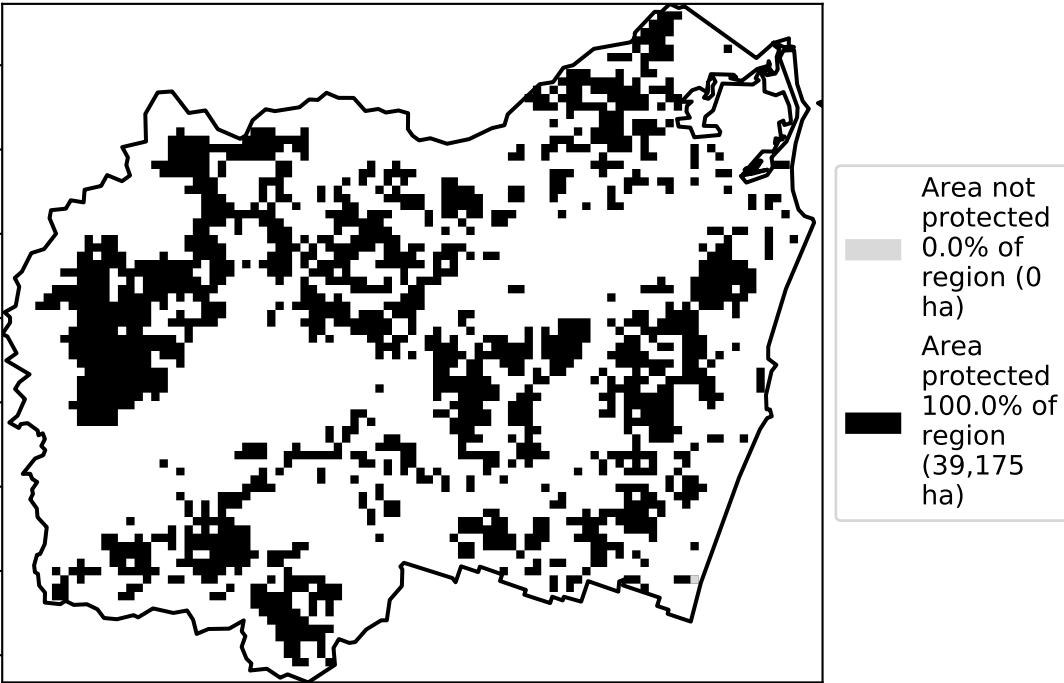 Area not
protected
0.0% of
region (0
ha)
Area
protected
100.0% of
region
(39,175
ha)